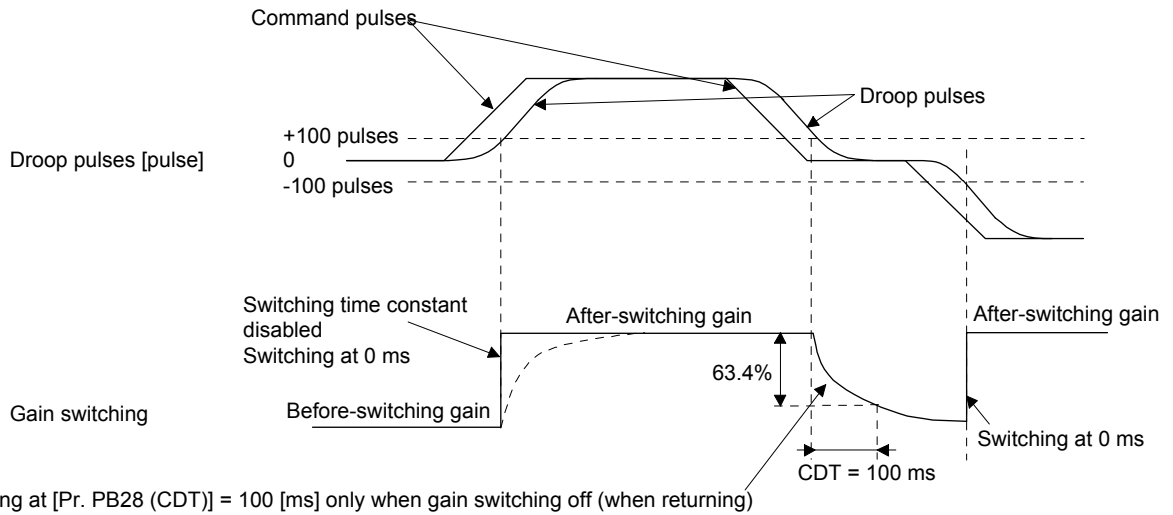 Command pulses
Droop pulses
+100 pulses
Droop pulses [pulse]
0
-100 pulses
Switching time constant
disabled
Switching at 0 ms
After-switching gain
After-switching gain
63.4%
Gain switching
Before-switching gain
Switching at 0 ms
CDT = 100 ms
ng at [Pr. PB28 (CDT)] = 100 [ms] only when gain switching off (when returning)